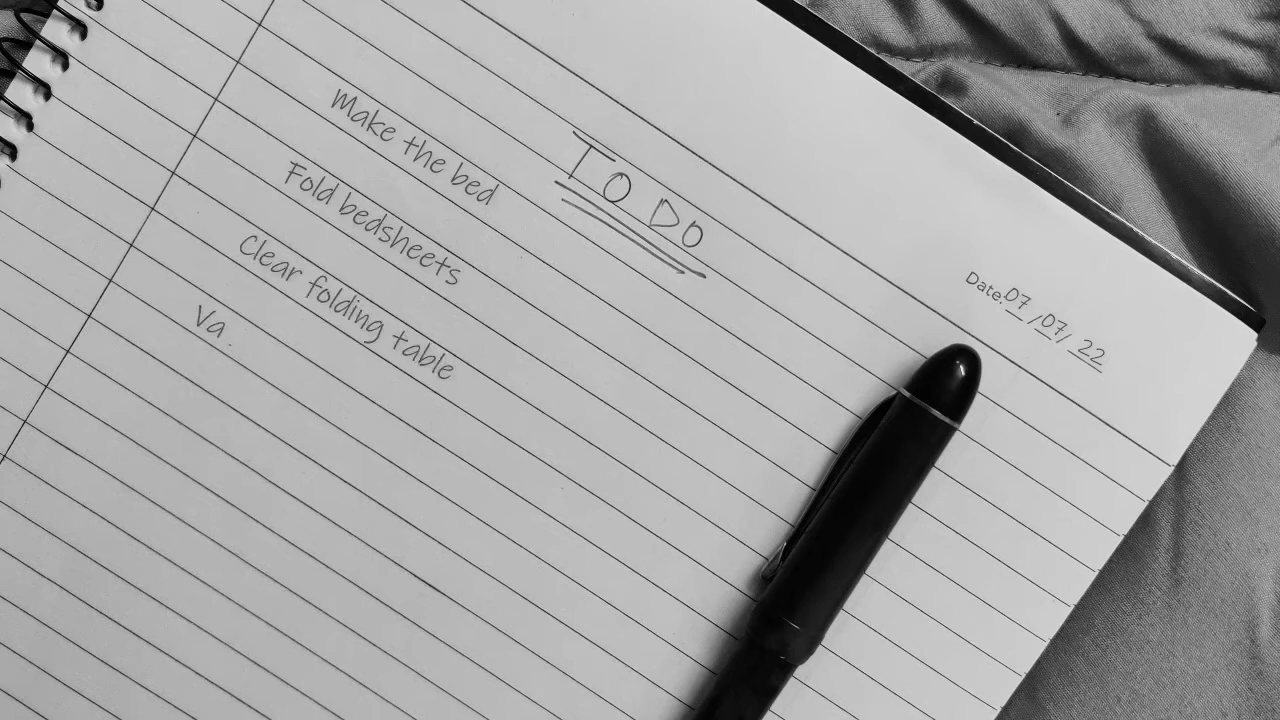 TO DO
Date: 07/07/22
Make the bed
Fold bedsheets
Clear folding table
Va